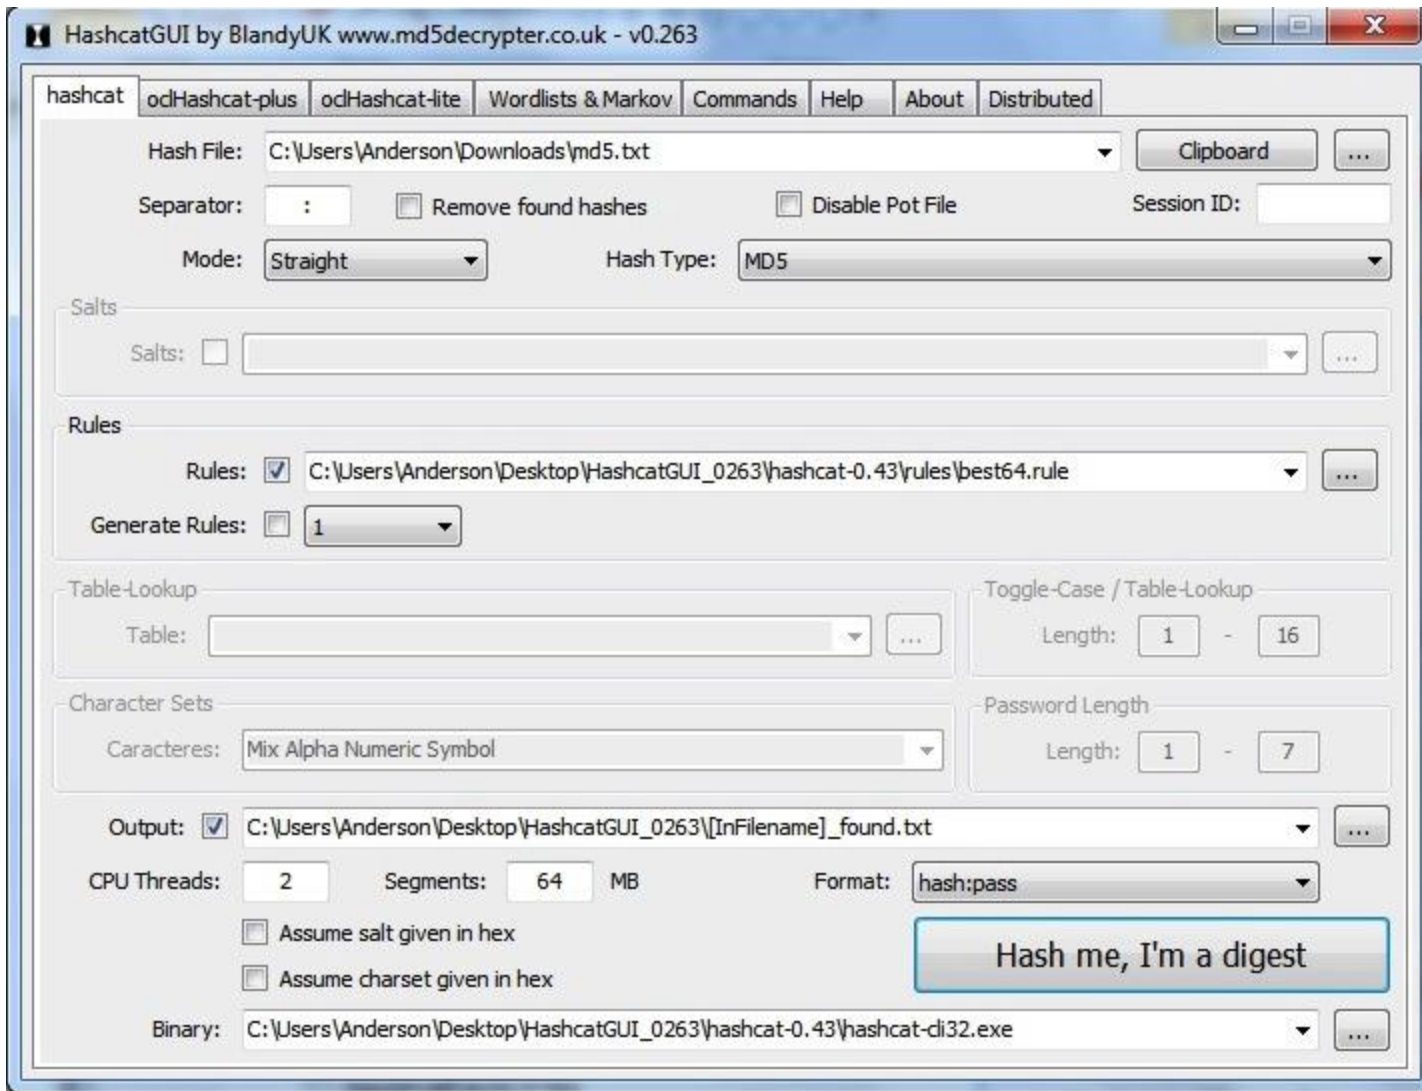 HashcatGUI by BlandyUK www.md5decrypter.co.uk - v0.263
hashcat oclHashcat-plus oclHashcat-lite Wordlists & Markov Commands Help About Distributed
Hash File: C:\Users\Anderson\Downloads\md5.txt Clipboard ...
Separator: : Remove found hashes Disable Pot File Session ID:
Mode: Straight Hash Type: MD5
Salts
Salts: ...
Rules
Rules: C:\Users\Anderson\Desktop\HashcatGUI_0263\hashcat-0.43\rules\best64.rule ...
Generate Rules: 1
Table-Lookup Toggle-Case / Table-Lookup
Table: ... Length: 1 - 16
Character Sets Password Length
Caracteres: Mix Alpha Numeric Symbol Length: 1 - 7
Output: C:\Users\Anderson\Desktop\HashcatGUI_0263\[InFilename]_found.txt ...
CPU Threads: 2 Segments: 64 MB Format: hash:pass
Assume salt given in hex
Hash me, I'm a digest
Assume charset given in hex
Binary: C:\Users\Anderson\Desktop\HashcatGUI_0263\hashcat-0.43\hashcat-cli32.exe ...